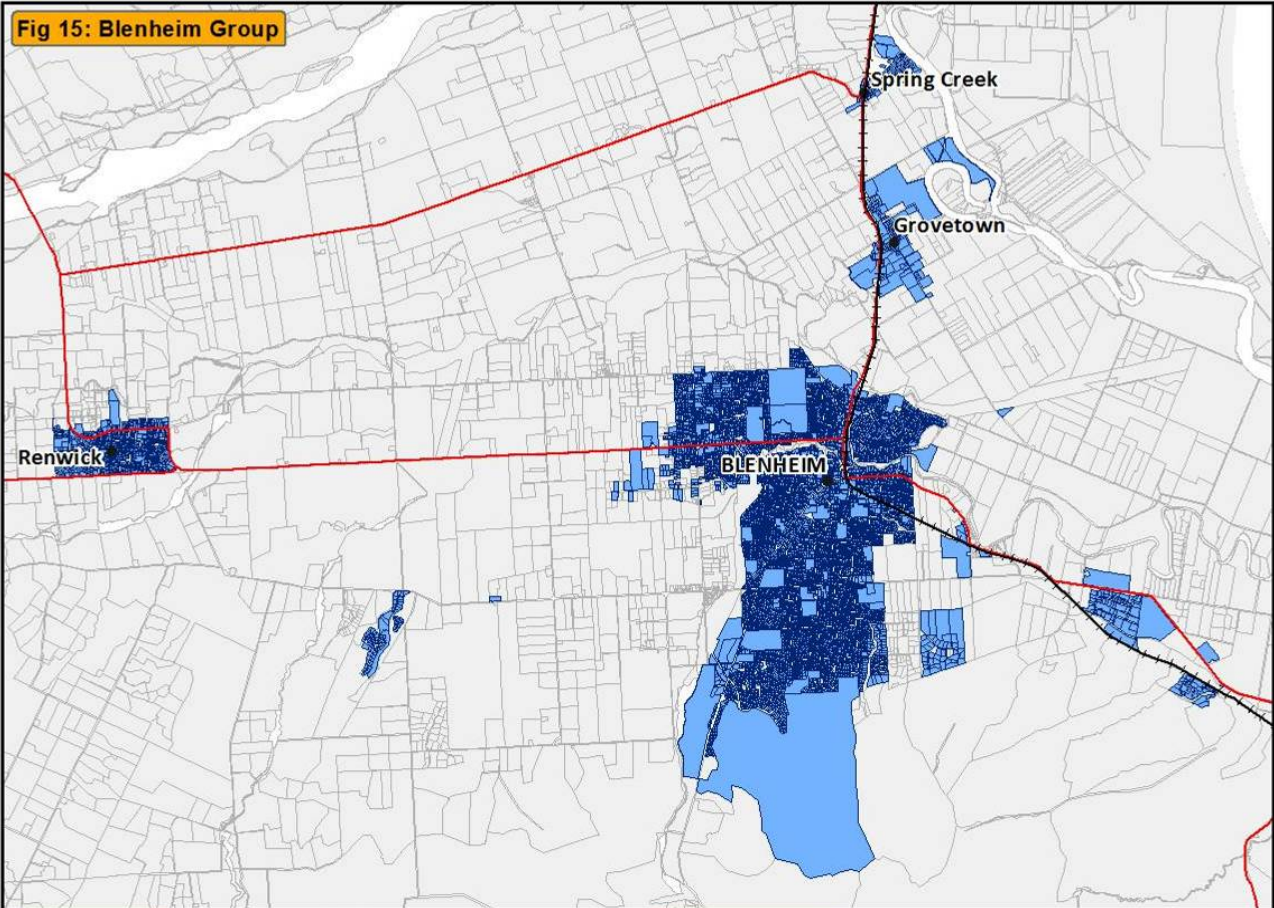 Fig 15: Blenheim Group
Spring Creek
Grovetown
Renwick
BLENHEIM